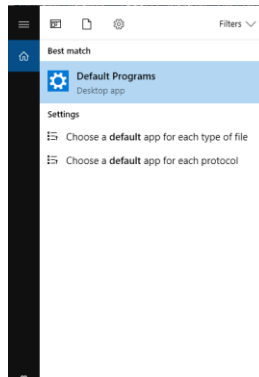 Filters
Best match
Default Programs
Desktop app
Settings
Choose a default app for each type of file
Choose a default app for each protocol